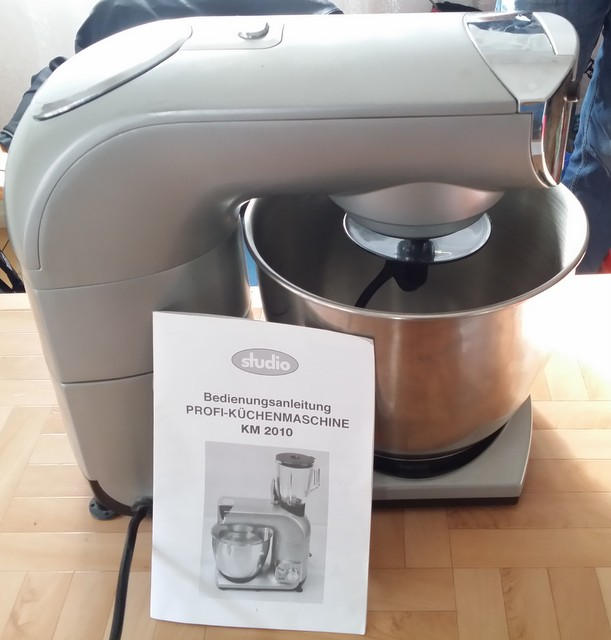 studio
Bedienungsanleitung
PROFI-KÜCHENMASCHINE
KM 2010